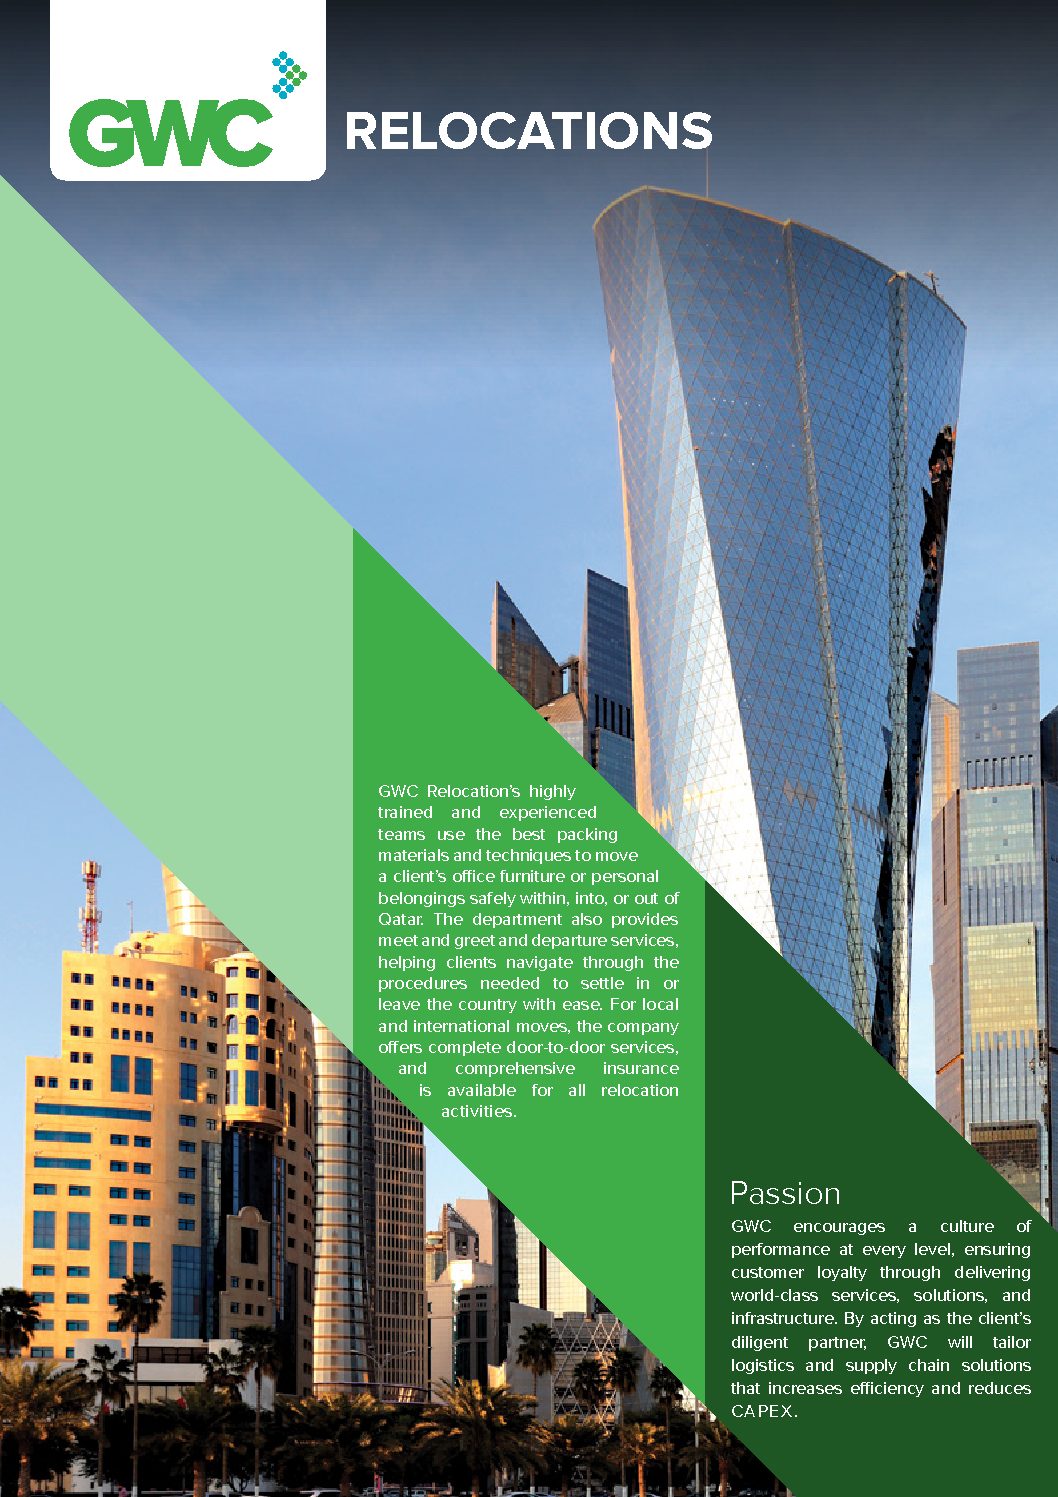 GWC
RELOCATIONS
GWC Relocation’s highly
trained and experienced
teams use the best packing
materials and techniques to move
a client’s office furniture or personal
belongings safely within, into, or out of
Qatar. The department also provides
meet and greet and departure services,
helping clients navigate through the
procedures needed to settle in or
leave the country with ease. For local
and international moves, the company
offers complete door-to-door services,
and comprehensive insurance
is available for all relocation
activities.
Passion
GWC encourages a culture of
performance at every level, ensuring
customer loyalty through delivering
world-class services, solutions, and
infrastructure. By acting as the client’s
diligent partner, GWC will tailor
logistics and supply chain solutions
that increases efficiency and reduces
CAPEX.